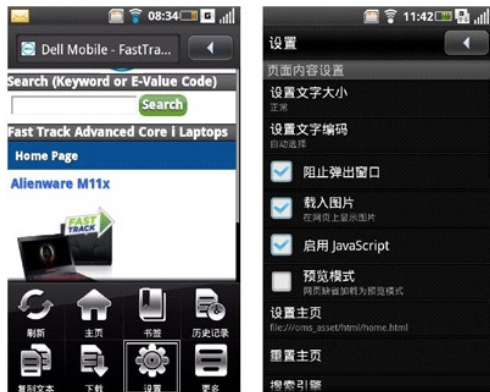 08:34
Dell Mobile - FastTra...
Search (Keyword or E-Value Code)
Search
Fast Track Advanced Core i Laptops
Home Page
Alienware M11x
FAST
TRACK
刷新 主页 书签 历史记录
复制文本 下载 设置 更多
11:42
设置
页面内容设置
设置文字大小
正常
设置文字编码
自动选择
阻止弹出窗口
载入图片
在网页上显示图片
启用 JavaScript
预览模式
网页缺省加载为预览模式
设置主页
file:///oms_asset/html/home.html
重置主页
搜索引擎